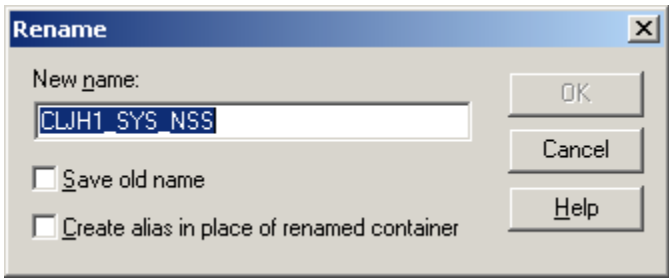 Rename
New name:
CLJH1_SYS_NSS
Save old name
Create alias in place of renamed container
OK
Cancel
Help